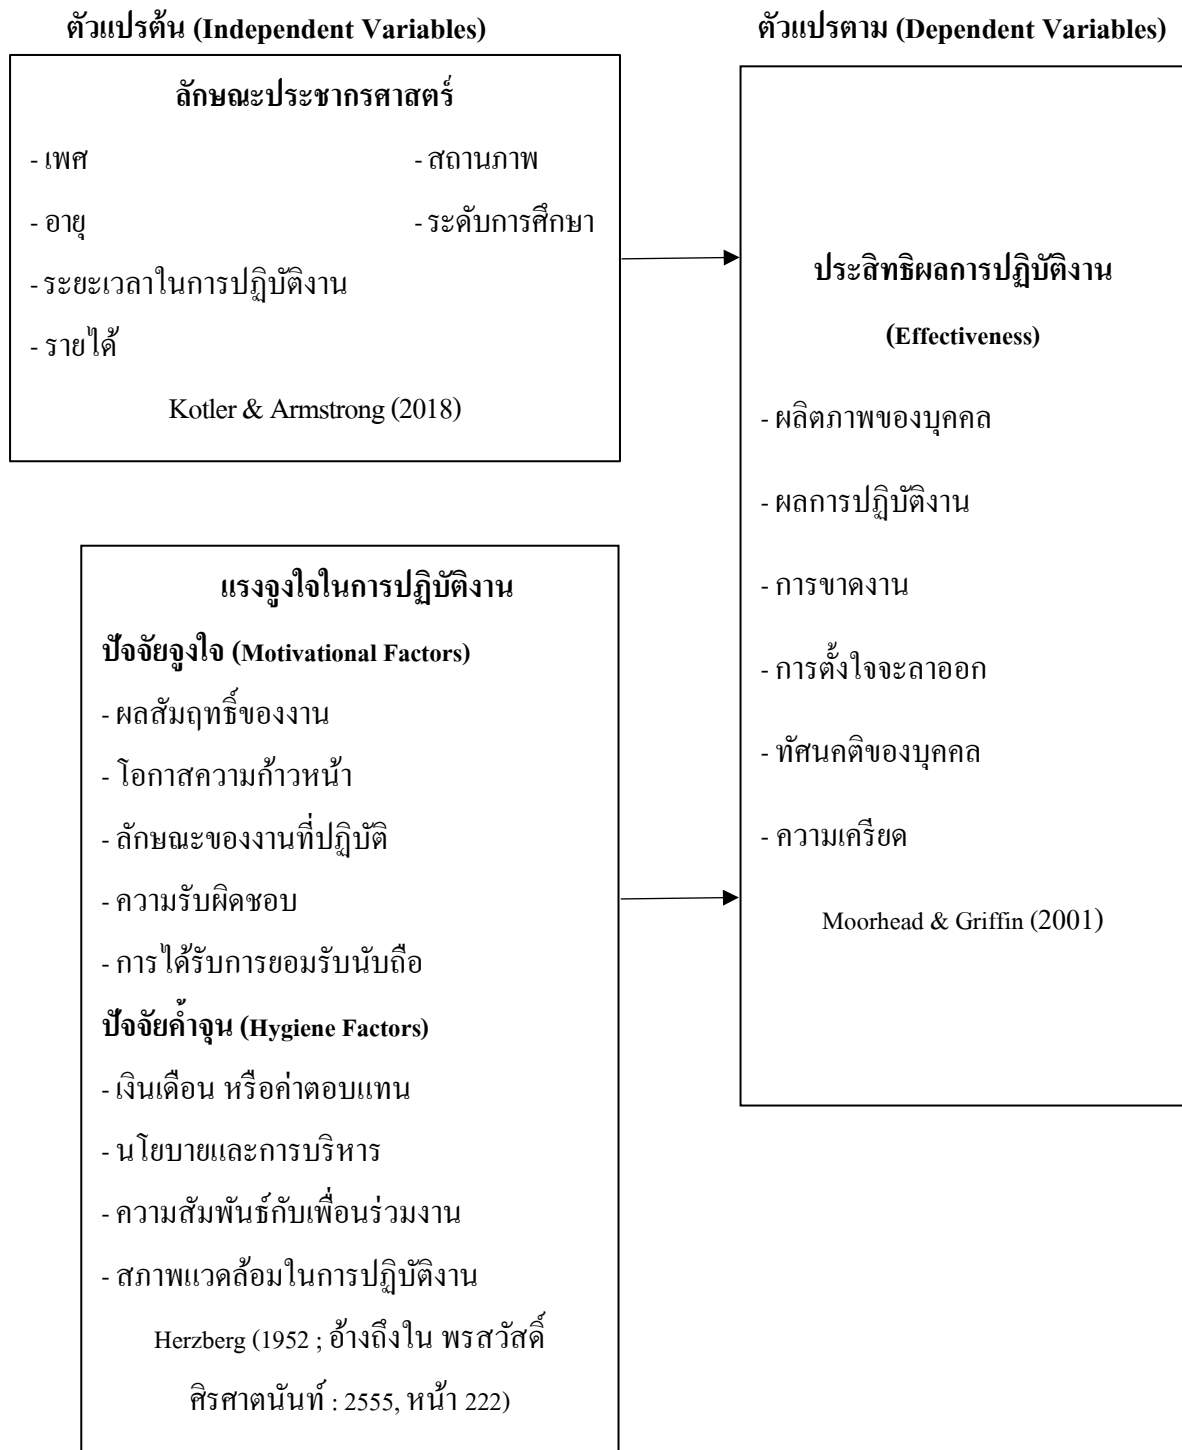 ตัวแปรต้น (Independent Variables)
ลักษณะประชากรศาสตร์
- เพศ
- สถานภาพ
- อายุ
- ระดับการศึกษา
- ระยะเวลาในการปฏิบัติงาน
- รายได้
Kotler & Armstrong (2018)
แรงจูงใจในการปฏิบัติงาน
ปัจจัยจูงใจ (Motivational Factors)
- ผลสัมฤทธิ์ของงาน
- โอกาสความก้าวหน้า
- ลักษณะของงานที่ปฏิบัติ
- ความรับผิดชอบ
- การได้รับการยอมรับนับถือ
ปัจจัยค้ำจุน (Hygiene Factors)
- เงินเดือน หรือค่าตอบแทน
- นโยบายและการบริหาร
- ความสัมพันธ์กับเพื่อนร่วมงาน
- สภาพแวดล้อมในการปฏิบัติงาน
Herzberg (1952 ; อ้างถึงใน พรสวัสดิ์
ศิรศาตนันท์ : 2555, หน้า 222)
ตัวแปรตาม (Dependent Variables)
ประสิทธิผลการปฏิบัติงาน
(Effectiveness)
- ผลิตภาพของบุคคล
- ผลการปฏิบัติงาน
- การขาดงาน
- การตั้งใจจะลาออก
- ทัศนคติของบุคคล
- ความเครียด
Moorhead & Griffin (2001)